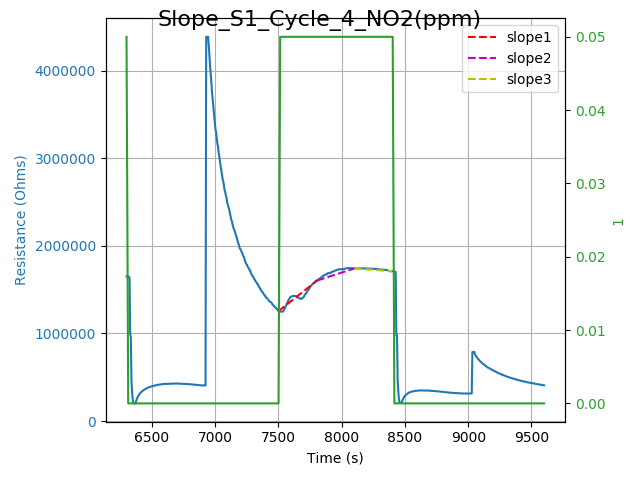 Slope_S1_Cycle_4_NO2(ppm)
slope1
slope2
slope3
4000000
3000000
2000000
1000000
0
Resistance (Ohms)
0.05
0.04
0.03
0.02
0.01
0.00
1
6500 7000 7500 8000 8500 9000 9500
Time (s)